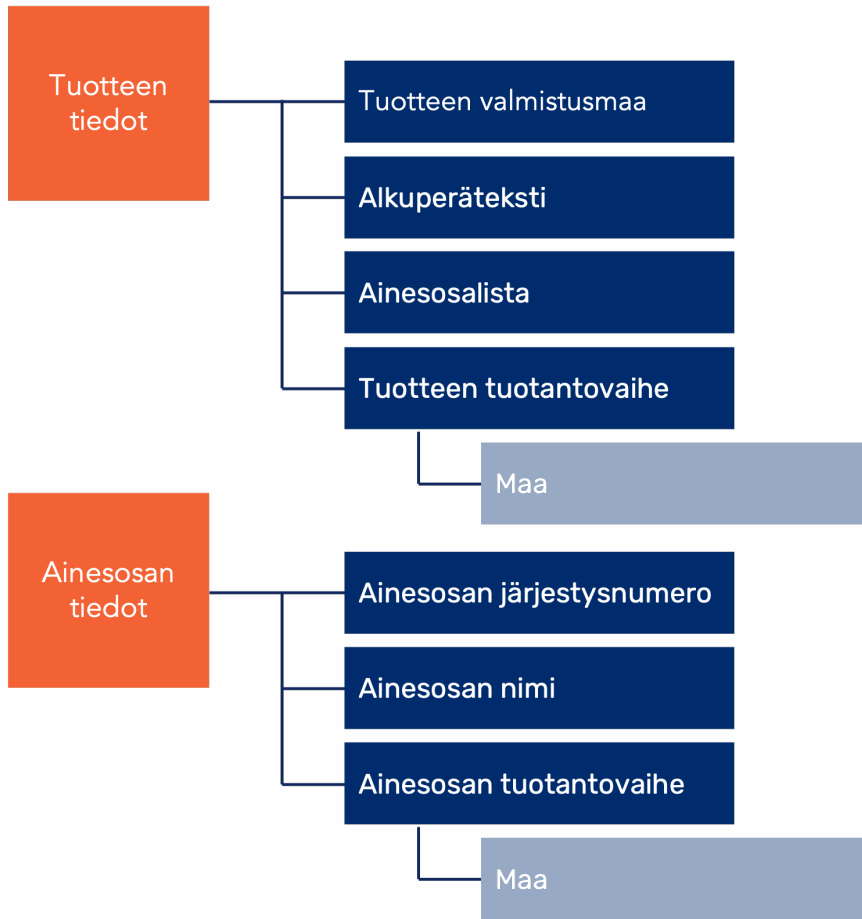 Tuotteen
tiedot
Tuotteen valmistusmaa
Alkuperäteksti
Ainesosalista
Tuotteen tuotantovaihe
Maa
Ainesosan
tiedot
Ainesosan järjestysnumero
Ainesosan nimi
Ainesosan tuotantovaihe
Maa